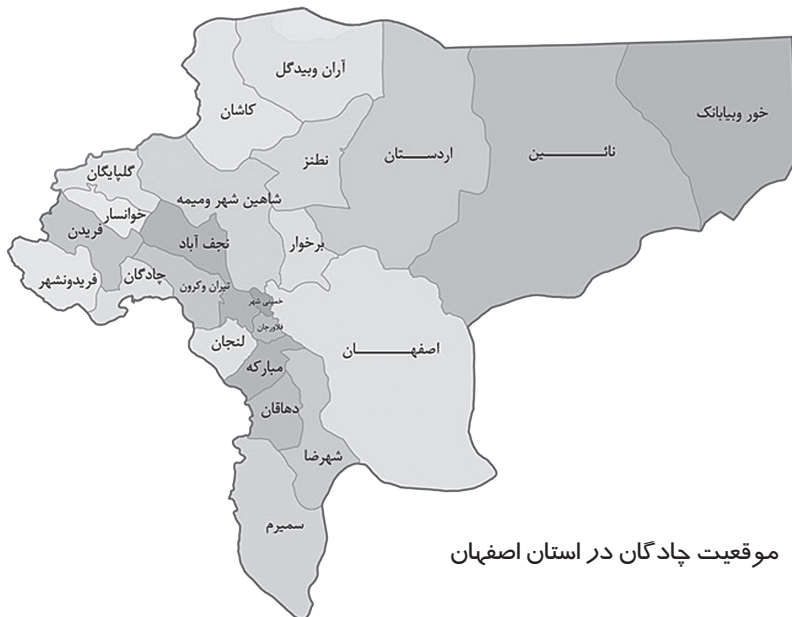 آران وبیدگل
کاشان
خور وبیابانک
نائـــــین
اردستـــان
نطنز
گلپایگان
شاهین شهر ومیمه
خوانسار
فریدن
نجف آباد
برخوار
چادگان
فریدونشهر
تیران وکرون
خمینی شهر
فلاورجان
لنجان
اصفهـــــان
مبارکه
دهاقان
شهرضا
سمیرم
موقعیت چادگان در استان اصفهان